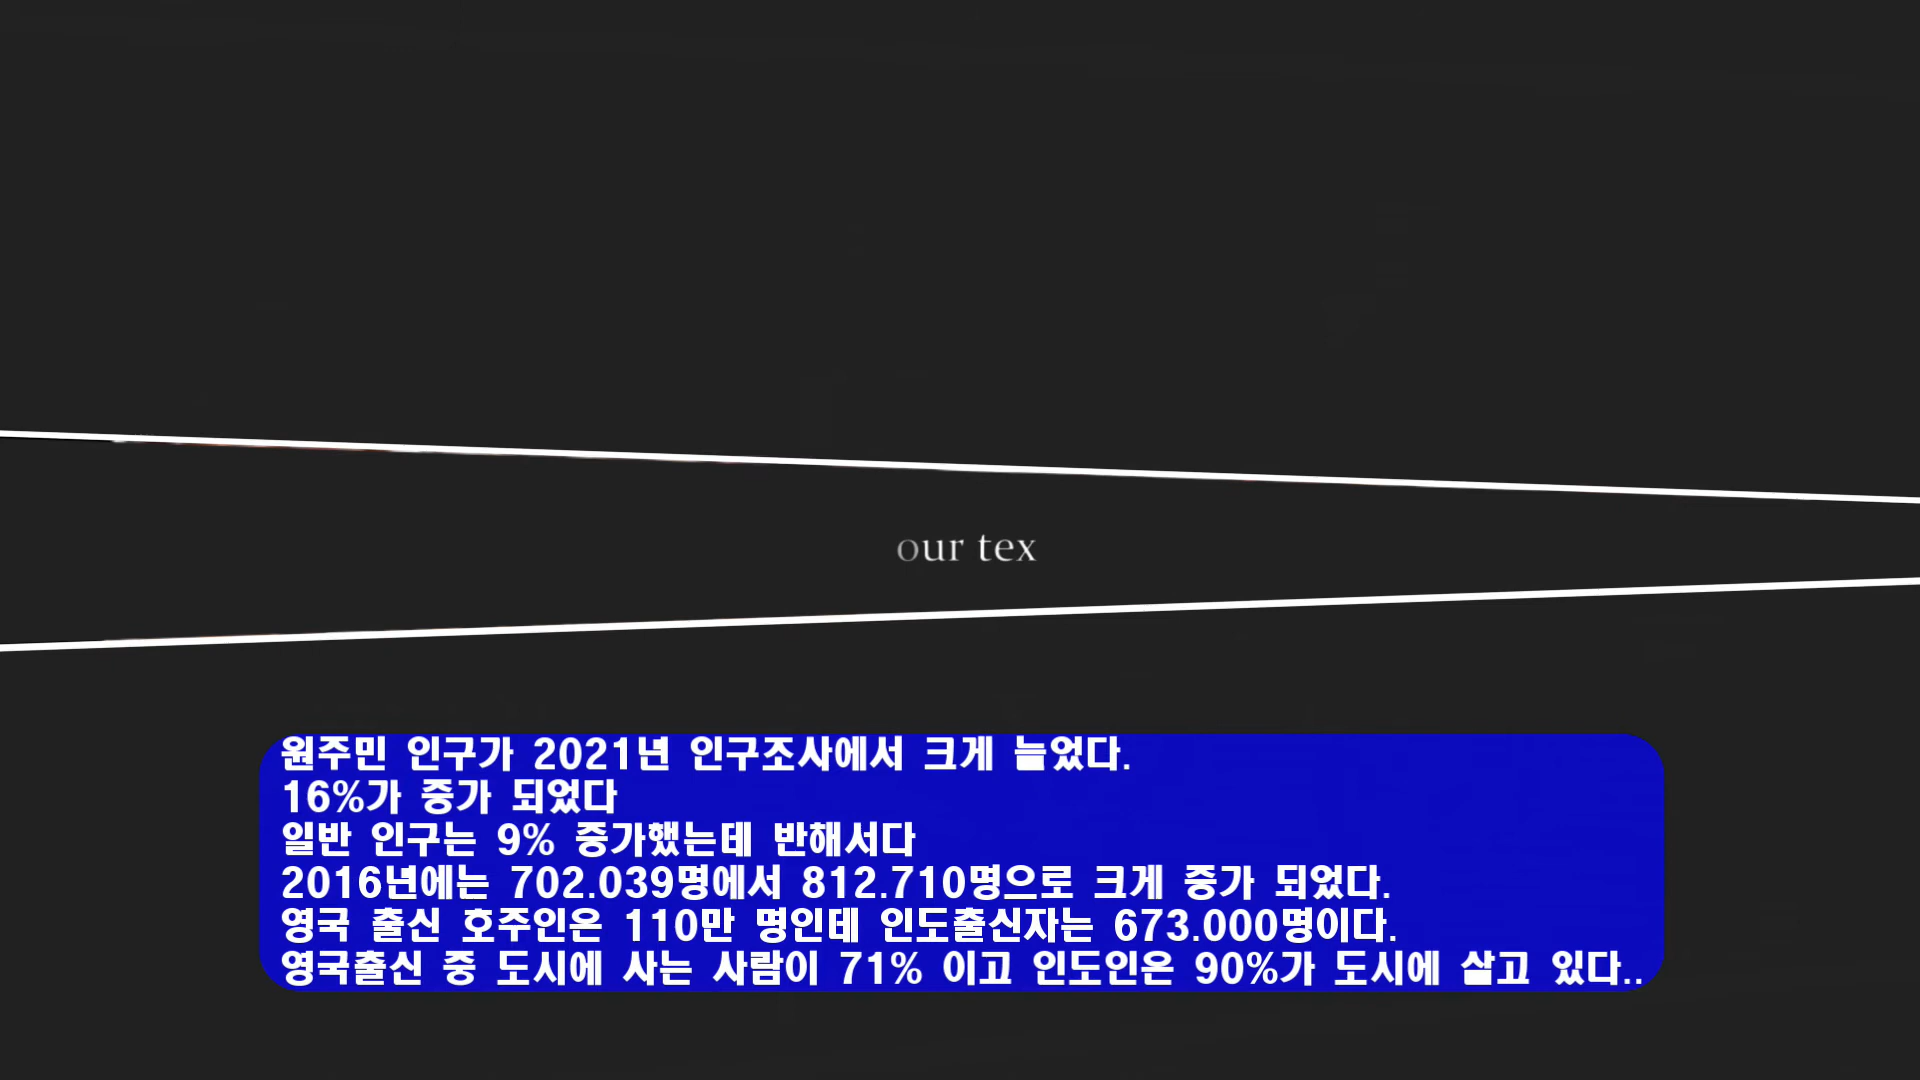 our tex
원주민 인구가 2021년 인구조사에서 크게 늘었다.
16%가 증가 되었다
일반 인구는 9% 증가했는데 반해서다
2016년에는 702.039명에서 812.710명으로 크게 증가 되었다.
영국 출신 호주인은 110만 명인데 인도출신자는 673.000명이다.
영국출신 중 도시에 사는 사람이 71% 이고 인도인은 90%가 도시에 살고 있다..